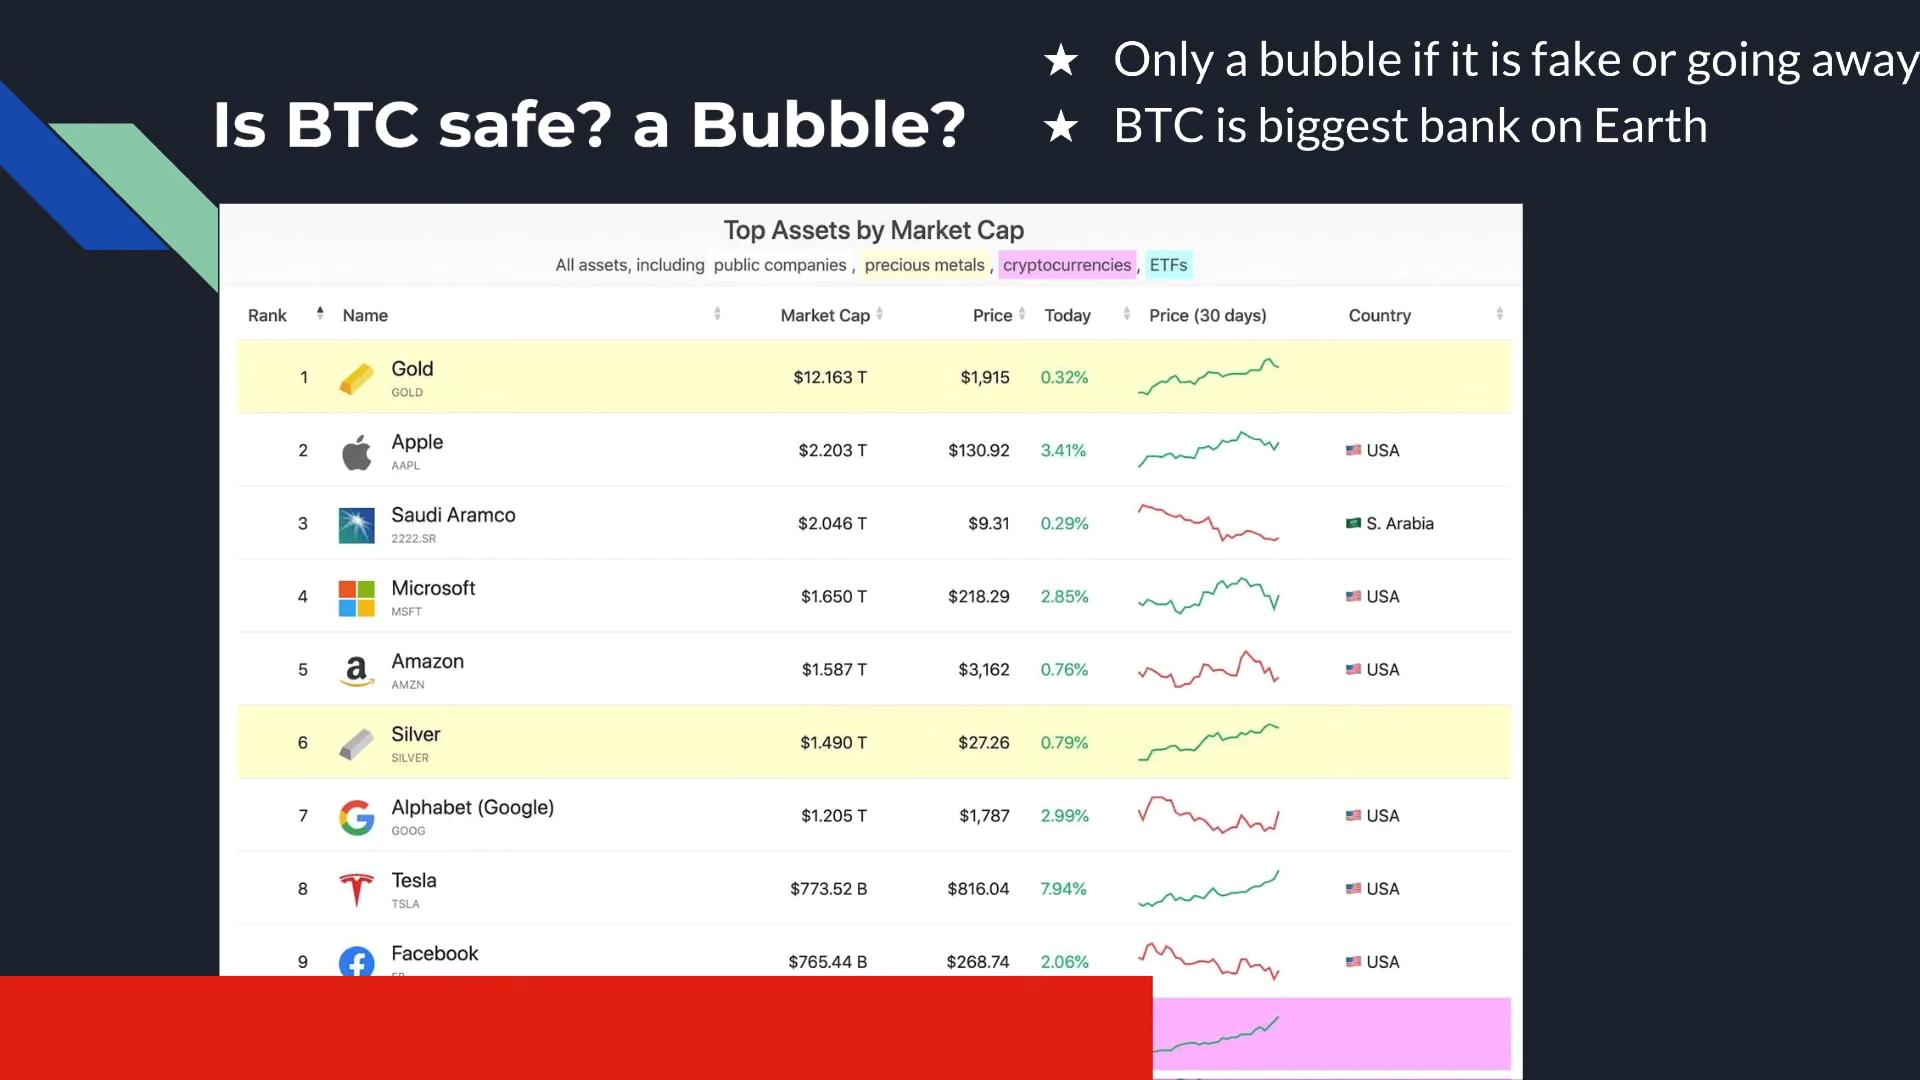 ★ Only a bubble if it is fake or going away
Is BTC safe? a Bubble?
★ BTC is biggest bank on Earth
Top Assets by Market Cap
All assets, including public companies , precious metals , cryptocurrencies , ETFs
Rank Name Market Cap Price Today Price (30 days) Country
1 Gold GOLD $12.163 T $1,915 0.32%
2 Apple AAPL $2.203 T $130.92 3.41% USA
3 Saudi Aramco 2222.SR $2.046 T $9.31 0.29% S. Arabia
4 Microsoft MSFT $1.650 T $218.29 2.85% USA
5 Amazon AMZN $1.587 T $3,162 0.76% USA
6 Silver SILVER $1.490 T $27.26 0.79%
7 Alphabet (Google) GOOG $1.205 T $1,787 2.99% USA
8 Tesla TSLA $773.52 B $816.04 7.94% USA
9 Facebook $765.44 B $268.74 2.06% USA